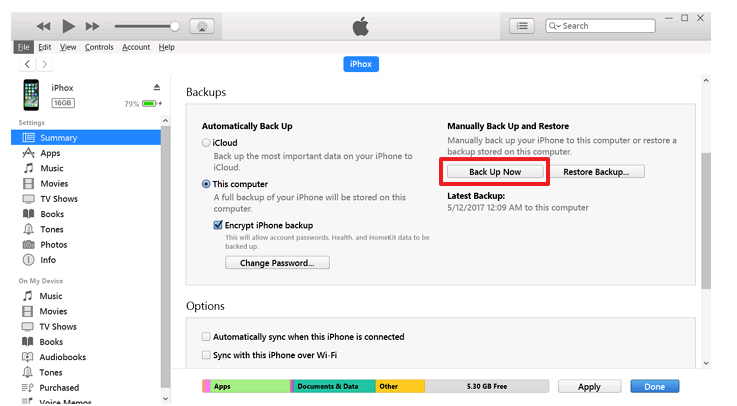 Search
File Edit View Controls Account Help
iPhox
iPhox
16GB 79%
Settings
Summary
Apps
Music
Movies
TV Shows
Books
Tones
Photos
Info
On My Device
Music
Movies
TV Shows
Books
Audiobooks
Tones
Purchased
Voice Memos
Backups
Automatically Back Up
iCloud
Back up the most important data on your iPhone to
iCloud.
This computer
A full backup of your iPhone will be stored on this
computer.
Encrypt iPhone backup
This will allow account passwords, Health, and HomeKit data to be
backed up.
Change Password...
Manually Back Up and Restore
Manually back up your iPhone to this computer or restore a
backup stored on this computer.
Back Up Now Restore Backup...
Latest Backup:
5/12/2017 12:09 AM to this computer
Options
Automatically sync when this iPhone is connected
Sync with this iPhone over Wi-Fi
Apps Documents & Data Other 5.30 GB Free Apply Done